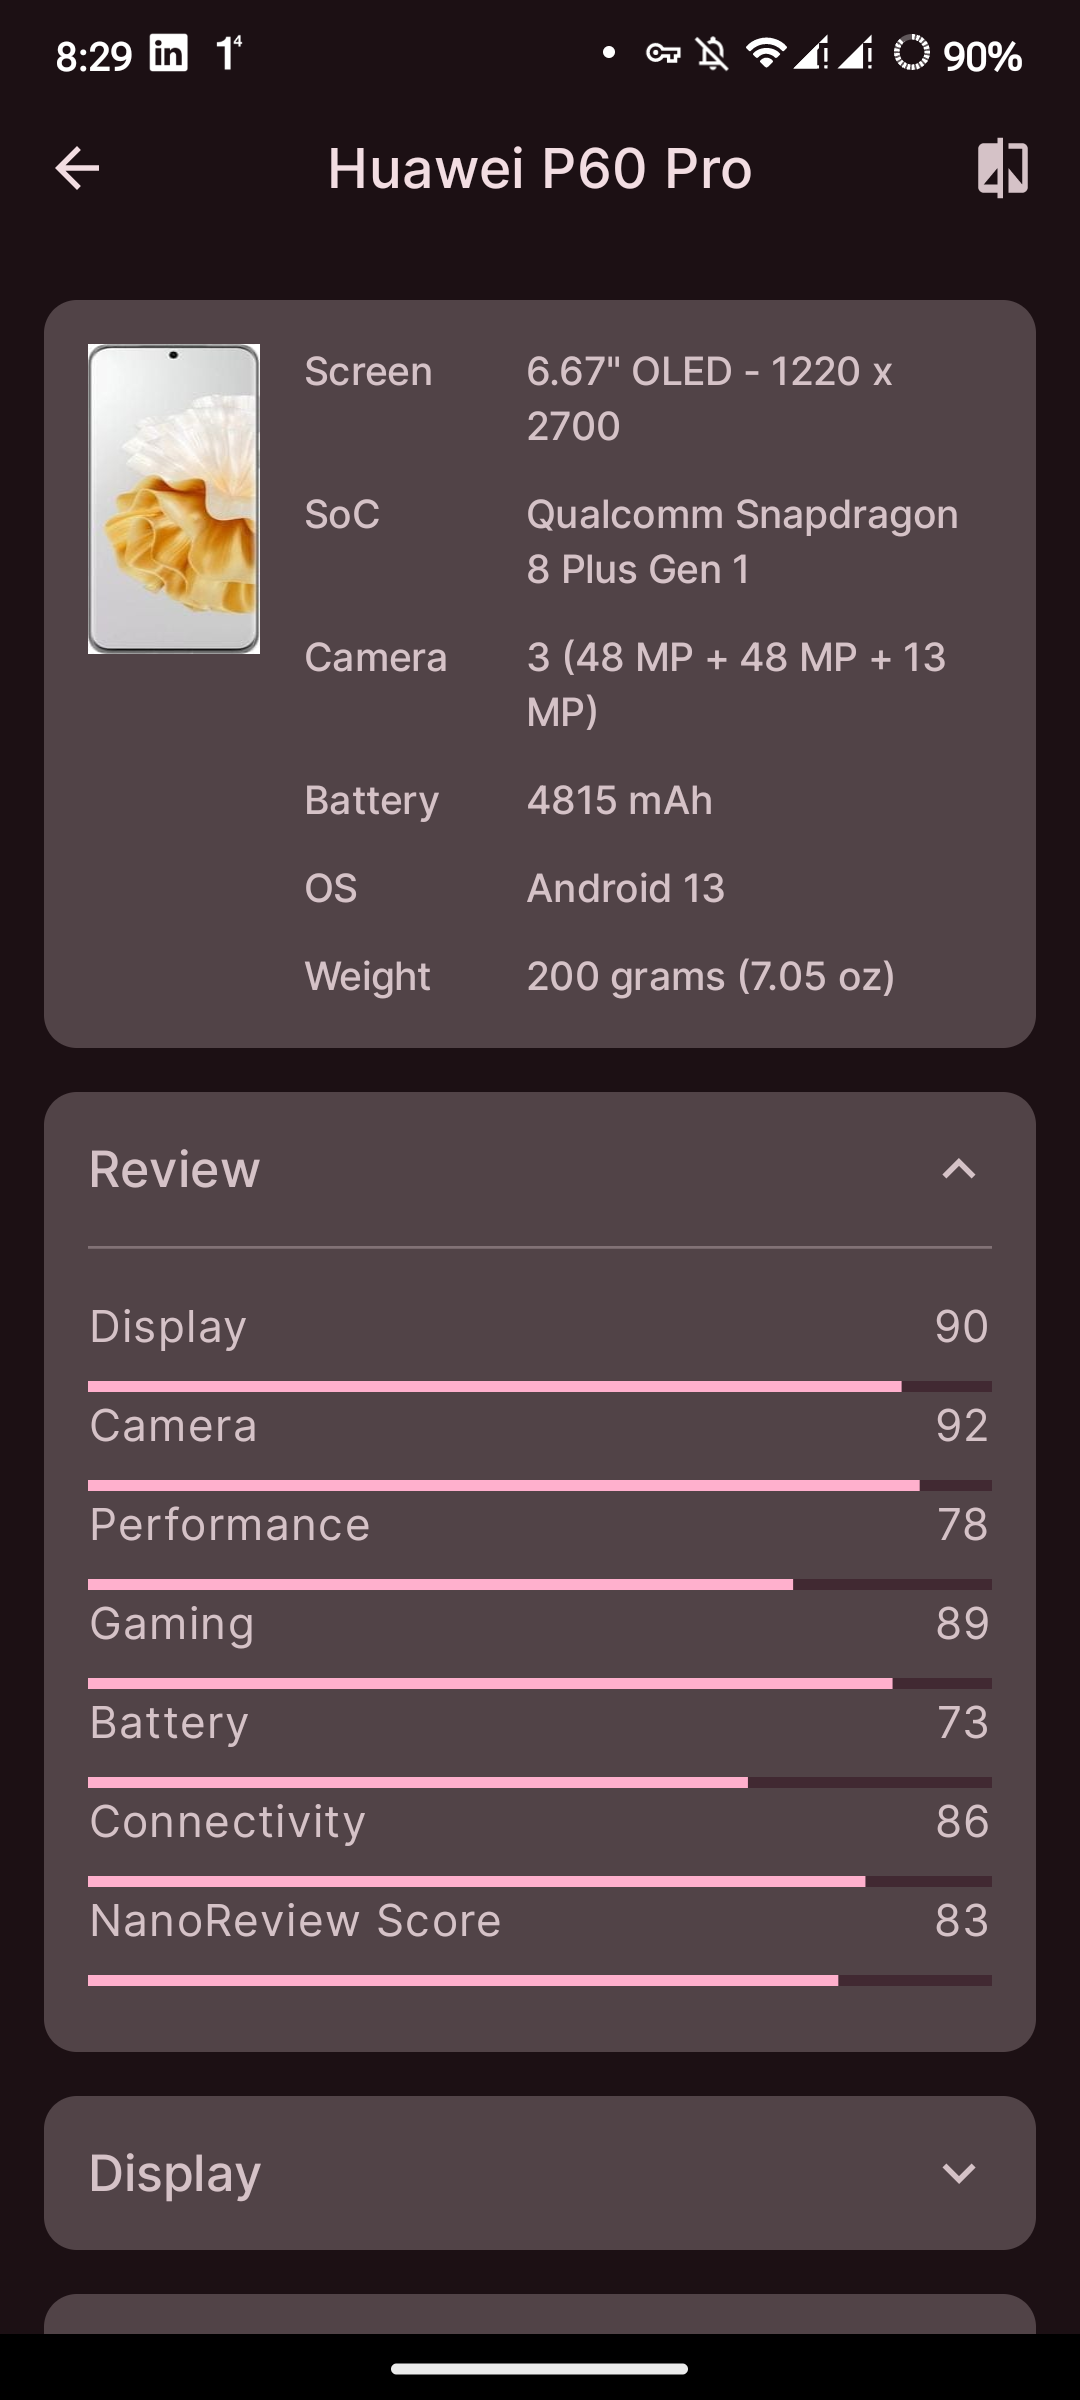 8:29 in 1⁴ 90%
Huawei P60 Pro
Screen 6.67" OLED - 1220 x
2700
SoC Qualcomm Snapdragon
8 Plus Gen 1
Camera 3 (48 MP + 48 MP + 13
MP)
Battery 4815 mAh
OS Android 13
Weight 200 grams (7.05 oz)
Review
Display 90
Camera 92
Performance 78
Gaming 89
Battery 73
Connectivity 86
NanoReview Score 83
Display